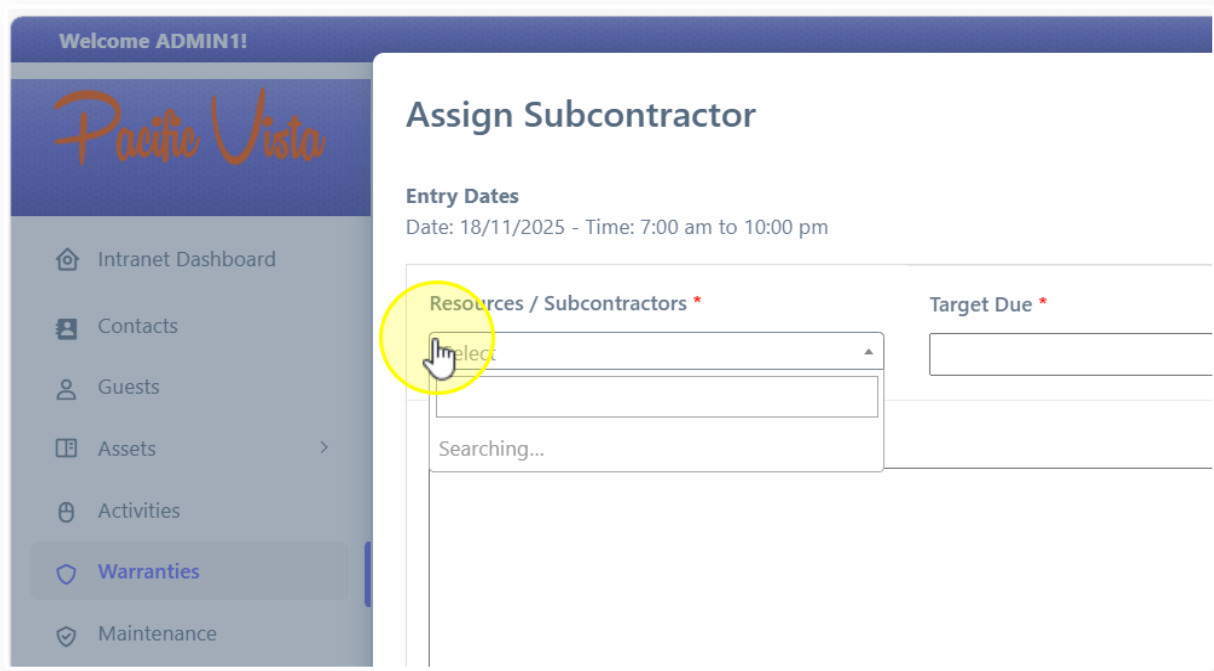 Welcome ADMIN1!
Pacific Vista
Assign Subcontractor
Entry Dates
Date: 18/11/2025 - Time: 7:00 am to 10:00 pm
Resources / Subcontractors *
Target Due *
Select
Searching...
Intranet Dashboard
Contacts
Guests
Assets
Activities
Warranties
Maintenance